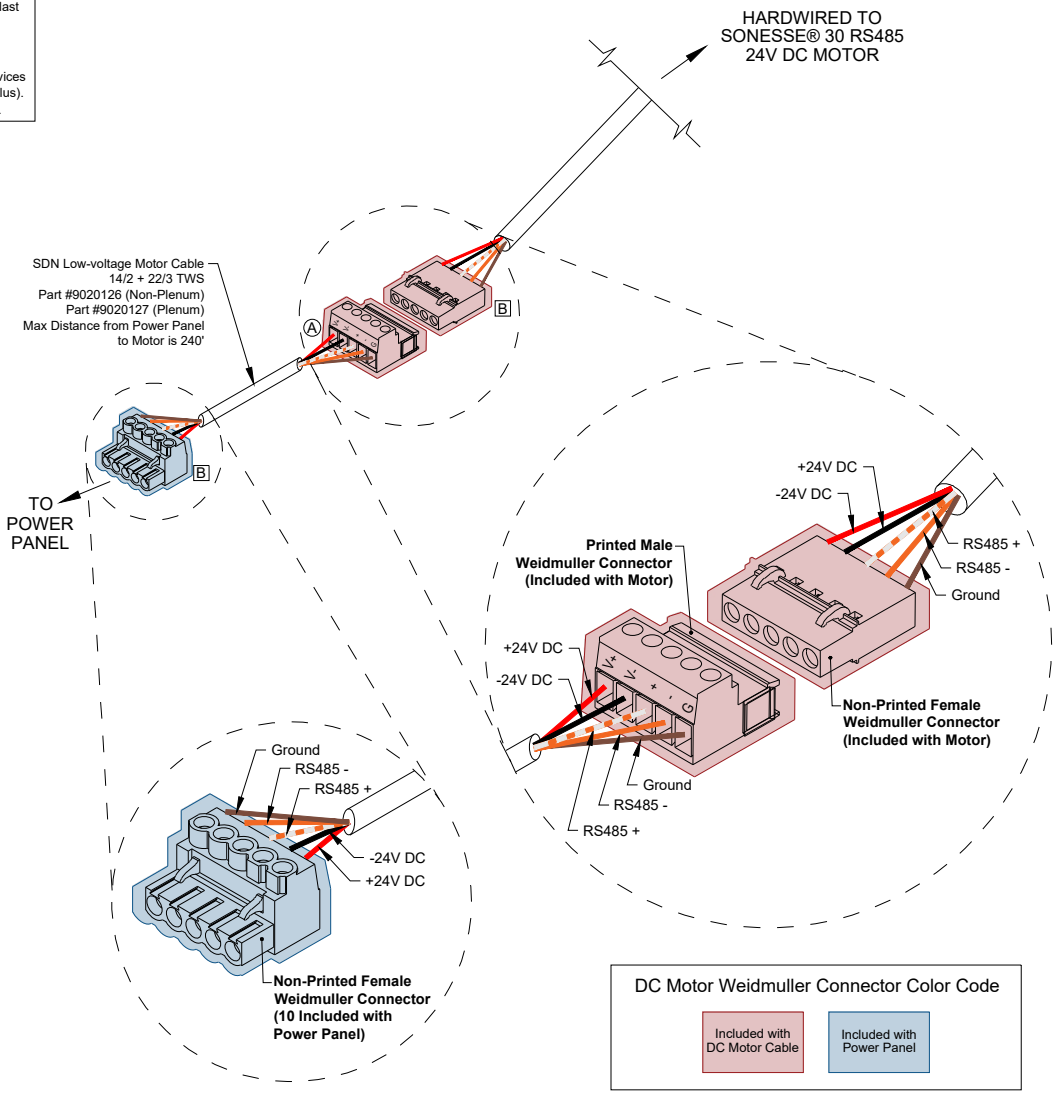 last
vices
lus).
HARDWIRED TO
SONESSE® 30 RS485
24V DC MOTOR
SDN Low-voltage Motor Cable
14/2 + 22/3 TWS
Part #9020126 (Non-Plenum)
Part #9020127 (Plenum)
Max Distance from Power Panel
to Motor is 240'
A
B
B
TO
POWER
PANEL
+24V DC
-24V DC
RS485 +
RS485 -
Ground
Printed Male
Weidmuller Connector
(Included with Motor)
+24V DC
-24V DC
V+
V-
+
-
G
Non-Printed Female
Weidmuller Connector
(Included with Motor)
Ground
RS485 -
RS485 +
Ground
RS485 -
RS485 +
-24V DC
+24V DC
Non-Printed Female
Weidmuller Connector
(10 Included with
Power Panel)
DC Motor Weidmuller Connector Color Code
Included with
DC Motor Cable
Included with
Power Panel